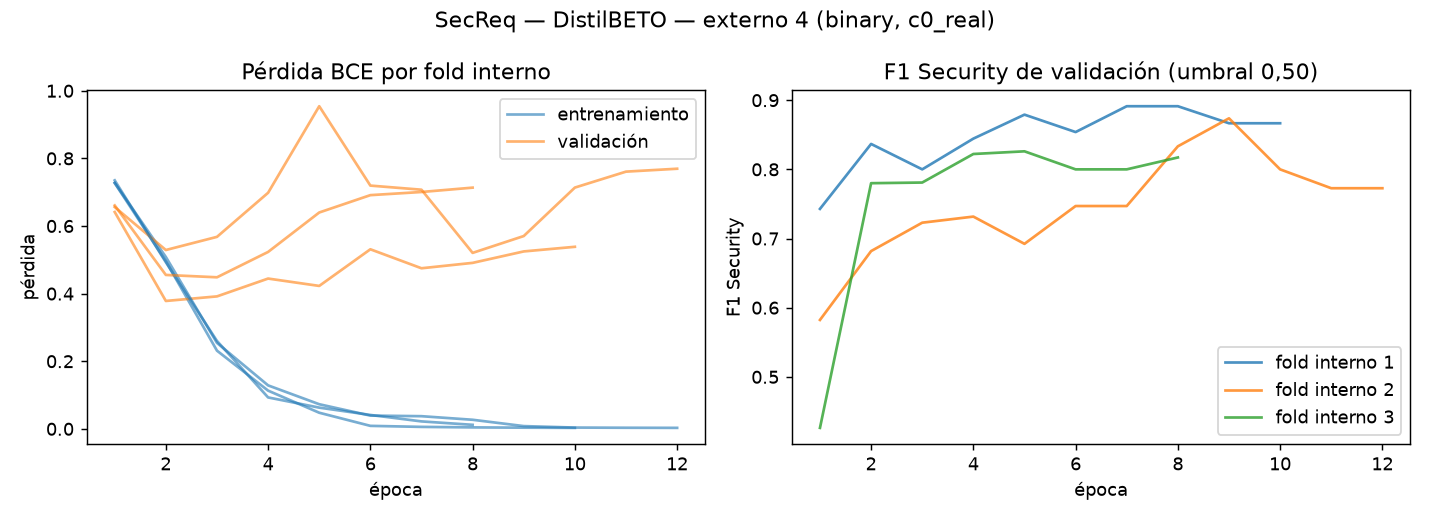 SecReq — DistilBETO — externo 4 (binary, c0_real)
Pérdida BCE por fold interno
1.0
0.8
0.6
0.4
0.2
0.0
pérdida
entrenamiento
validación
2
4
6
8
10
12
época
F1 Security de validación (umbral 0,50)
0.9
0.8
0.7
0.6
0.5
F1 Security
fold interno 1
fold interno 2
fold interno 3
2
4
6
8
10
12
época